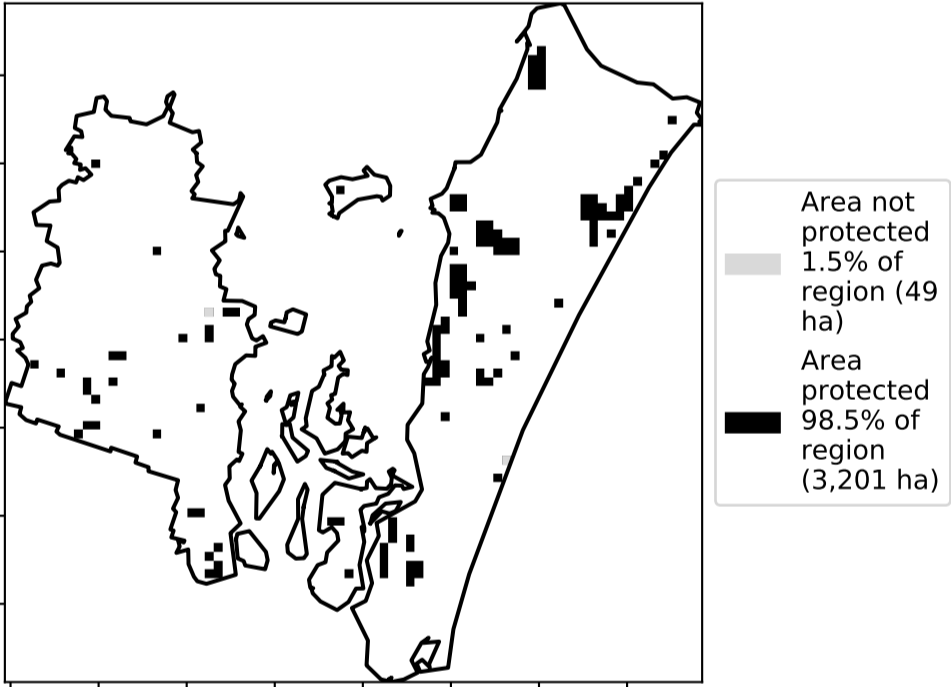 Area not
protected
1.5% of
region (49
ha)
Area
protected
98.5% of
region
(3,201 ha)